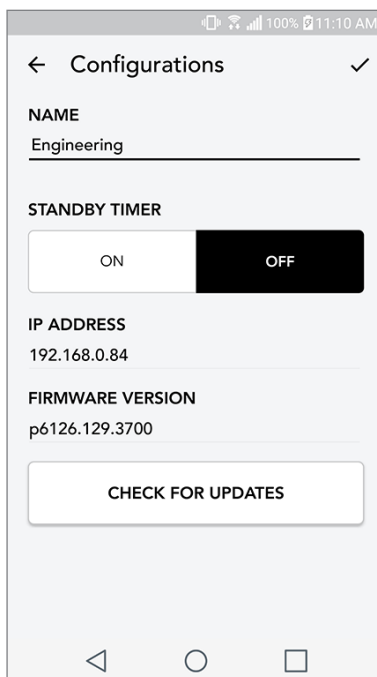 100% 11:10 AM
Configurations
NAME
Engineering
STANDBY TIMER
ON OFF
IP ADDRESS
192.168.0.84
FIRMWARE VERSION
p6126.129.3700
CHECK FOR UPDATES